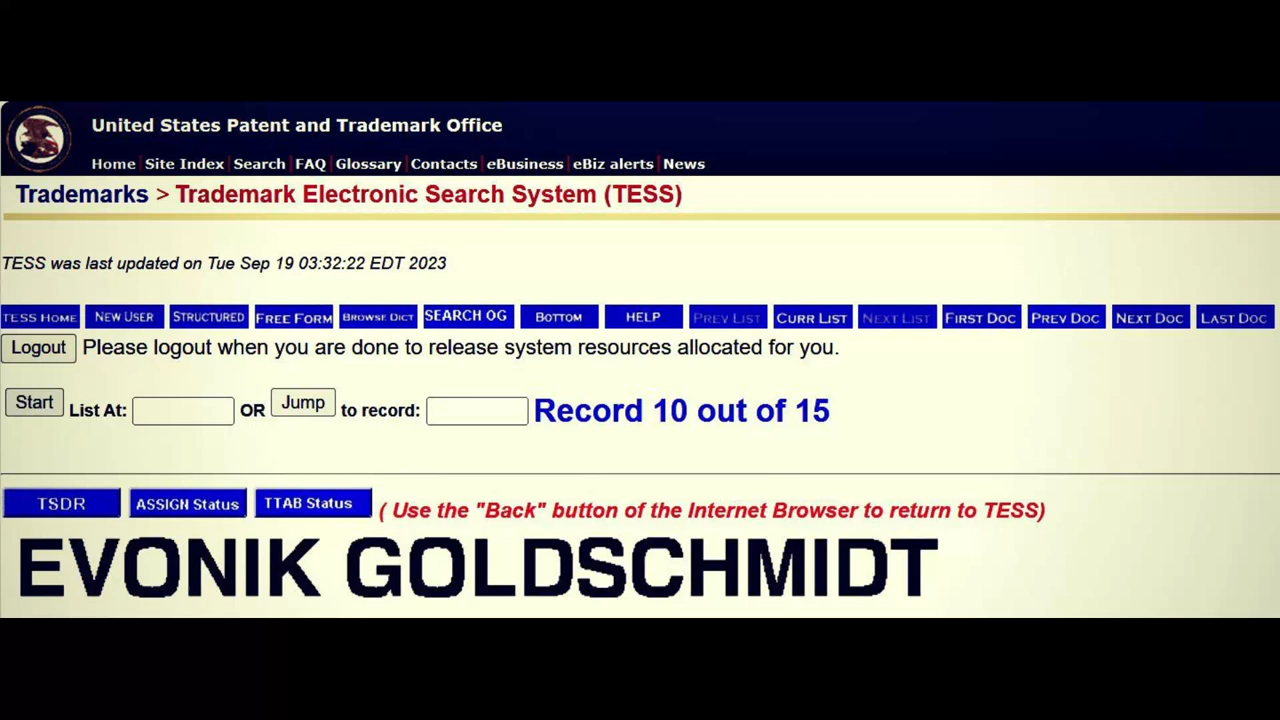 United States Patent and Trademark Office
Home Site Index Search FAQ Glossary Contacts eBusiness eBiz alerts News
Trademarks > Trademark Electronic Search System (TESS)
TESS was last updated on Tue Sep 19 03:32:22 EDT 2023
TESS HOME NEW USER STRUCTURED FREE FORM BROWSE DICT SEARCH OG BOTTOM HELP PREV LIST CURR LIST NEXT LIST FIRST DOC PREV DOC NEXT DOC LAST DOC
Logout Please logout when you are done to release system resources allocated for you.
Start List At: OR Jump to record: Record 10 out of 15
TSDR ASSIGN Status TTAB Status ( Use the "Back" button of the Internet Browser to return to TESS)
EVONIK GOLDSCHMIDT